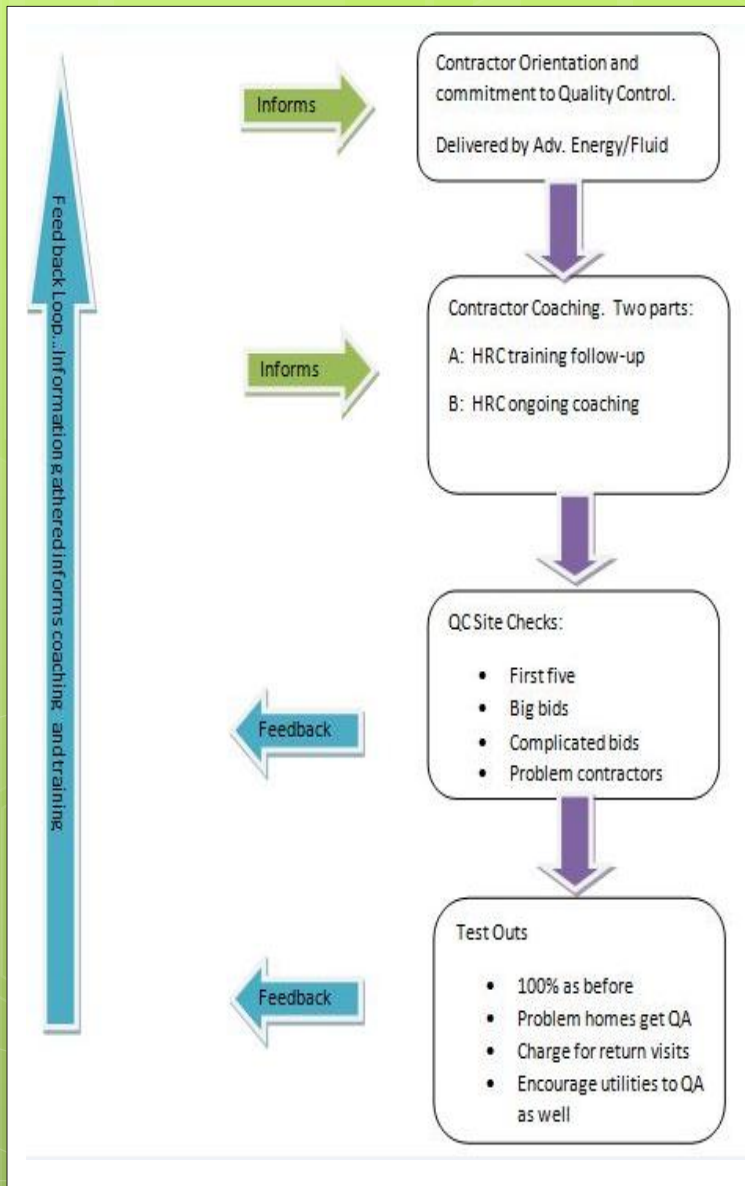 Feedback Loop...Information gathered informs coaching and training
Informs
Contractor Orientation and
commitment to Quality Control.
Delivered by Adv. Energy/Fluid
Informs
Contractor Coaching. Two parts:
A: HRC training follow-up
B: HRC ongoing coaching
Feedback
QC Site Checks:
• First five
• Big bids
• Complicated bids
• Problem contractors
Feedback
Test Outs
• 100% as before
• Problem homes get QA
• Charge for return visits
• Encourage utilities to QA
as well